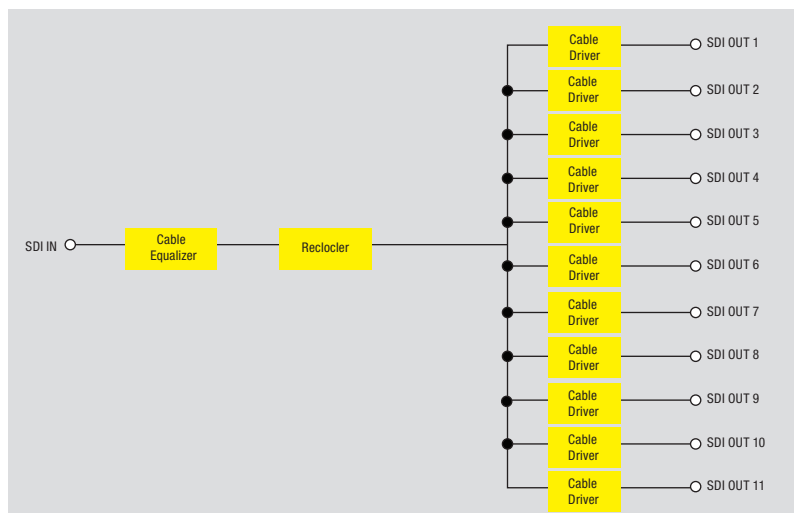 SDI IN
Cable
Equalizer
Reclocler
Cable
Driver
SDI OUT 1
Cable
Driver
SDI OUT 2
Cable
Driver
SDI OUT 3
Cable
Driver
SDI OUT 4
Cable
Driver
SDI OUT 5
Cable
Driver
SDI OUT 6
Cable
Driver
SDI OUT 7
Cable
Driver
SDI OUT 8
Cable
Driver
SDI OUT 9
Cable
Driver
SDI OUT 10
Cable
Driver
SDI OUT 11